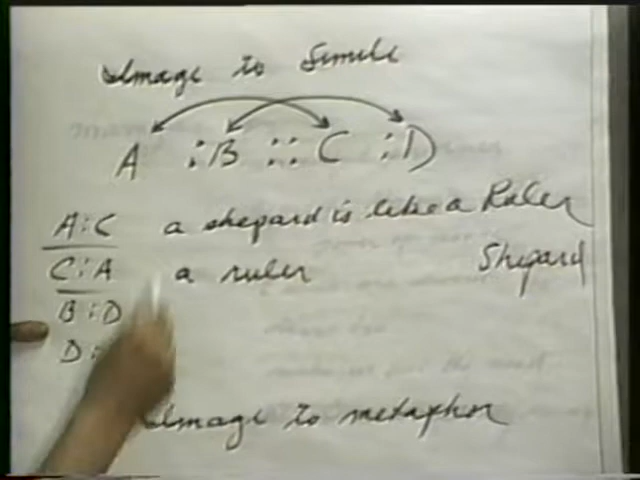 Image to Simile
A : B :: C : D
A : C a shepard is like a Ruler
C : A a ruler Shepard
B : D
D :
Image to metaphor